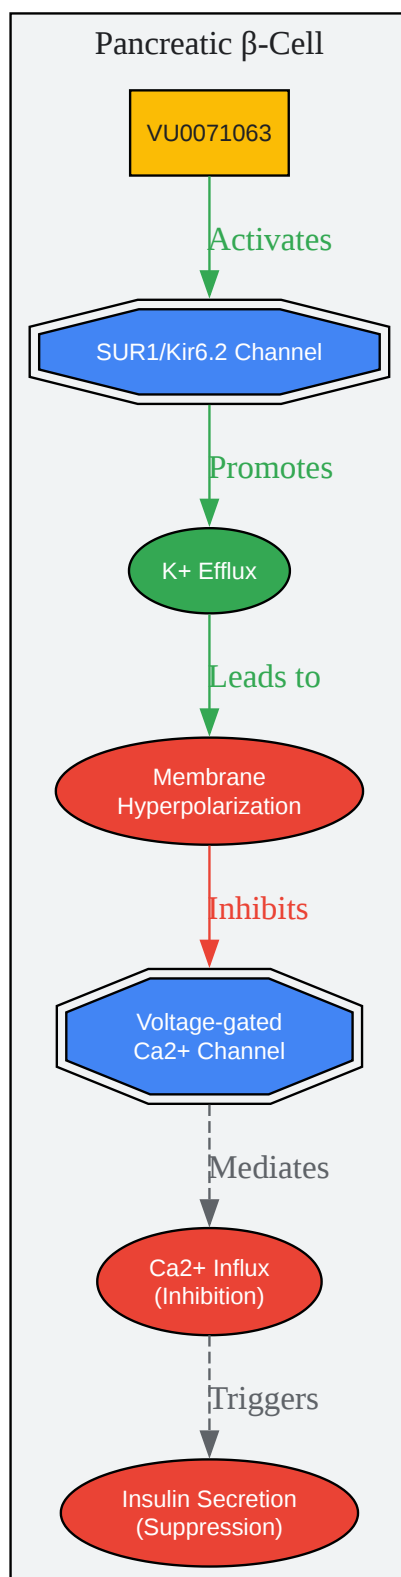 Pancreatic β-Cell
VU0071063
Activates
SUR1/Kir6.2 Channel
Promotes
K+ Efflux
Leads to
Membrane
Hyperpolarization
Inhibits
Voltage-gated
Ca2+ Channel
Mediates
Ca2+ Influx
(Inhibition)
Triggers
Insulin Secretion
(Suppression)